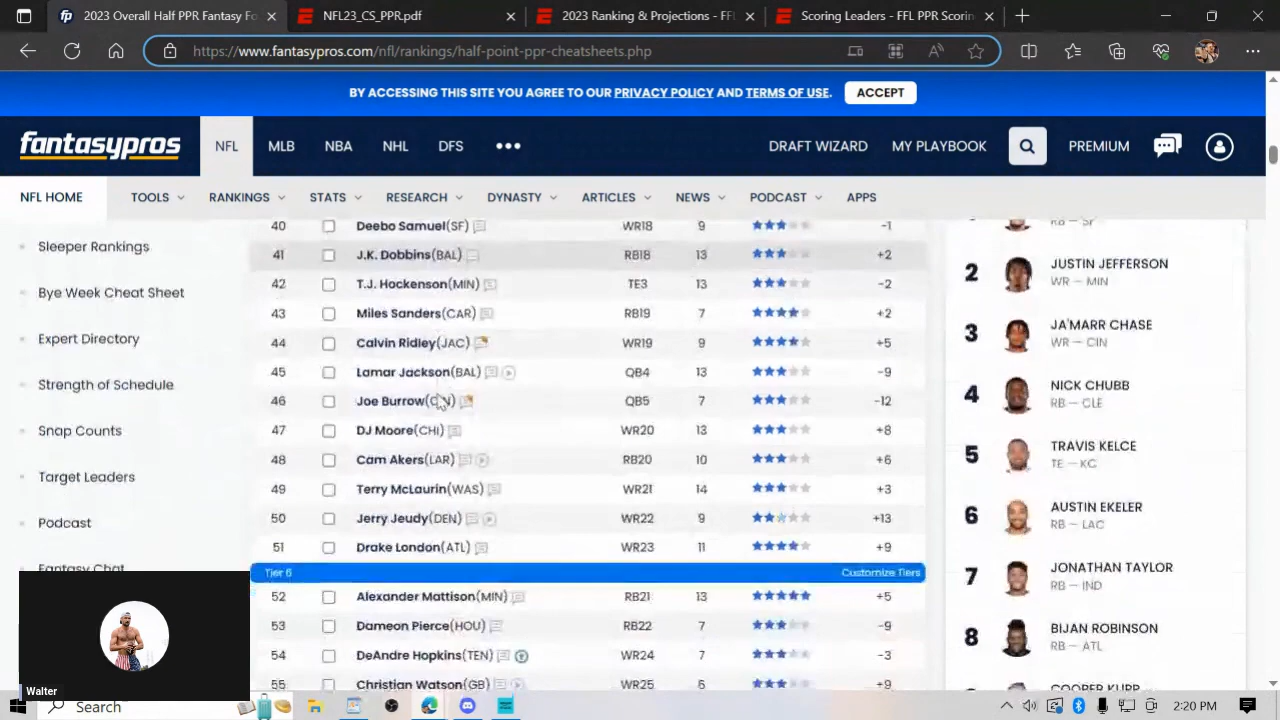 2023 Overall Half PPR Fantasy Fo
NFL23_CS_PPR.pdf
2023 Ranking & Projections - FFL
Scoring Leaders - FFL PPR Scorin
https://www.fantasypros.com/nfl/rankings/half-point-ppr-cheatsheets.php
BY ACCESSING THIS SITE YOU AGREE TO OUR PRIVACY POLICY AND TERMS OF USE. ACCEPT
fantasypros NFL MLB NBA NHL DFS ••• DRAFT WIZARD MY PLAYBOOK PREMIUM
NFL HOME TOOLS RANKINGS STATS RESEARCH DYNASTY ARTICLES NEWS PODCAST APPS
Sleeper Rankings
Bye Week Cheat Sheet
Expert Directory
Strength of Schedule
Snap Counts
Target Leaders
Podcast
Fantasy Chat
40 Deebo Samuel(SF) WR18 9 -1
41 J.K. Dobbins(BAL) RB18 13 +2
42 T.J. Hockenson(MIN) TE3 13 -2
43 Miles Sanders(CAR) RB19 7 +2
44 Calvin Ridley(JAC) WR19 9 +5
45 Lamar Jackson(BAL) QB4 13 -9
46 Joe Burrow(CIN) QB5 7 -12
47 DJ Moore(CHI) WR20 13 +8
48 Cam Akers(LAR) RB20 10 +6
49 Terry McLaurin(WAS) WR21 14 +3
50 Jerry Jeudy(DEN) WR22 9 +13
51 Drake London(ATL) WR23 11 +9
Tier 6 Customize Tiers
52 Alexander Mattison(MIN) RB21 13 +5
53 Dameon Pierce(HOU) RB22 7 -9
54 DeAndre Hopkins(TEN) WR24 7 -3
55 Christian Watson(GB) WR25 6 +9
RB — SF
2 JUSTIN JEFFERSON
WR — MIN
3 JA'MARR CHASE
WR — CIN
4 NICK CHUBB
RB — CLE
5 TRAVIS KELCE
TE — KC
6 AUSTIN EKELER
RB — LAC
7 JONATHAN TAYLOR
RB — IND
8 BIJAN ROBINSON
RB — ATL
COOPER KUPP
Walter
Search
2:20 PM